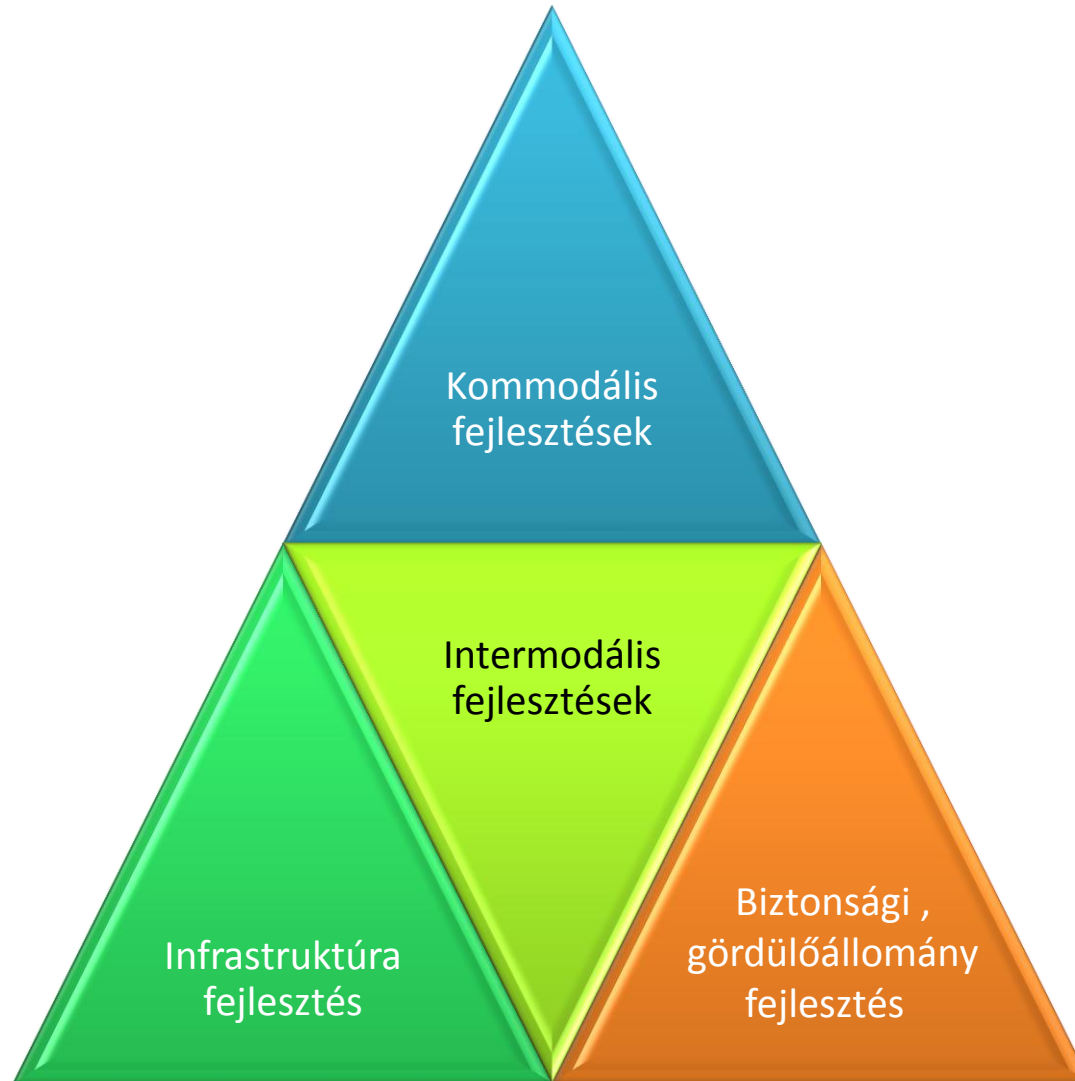 Kommodális
fejlesztések
Intermodális
fejlesztések
Infrastruktúra
fejlesztés
Biztonsági ,
gördülőállomány
fejlesztés